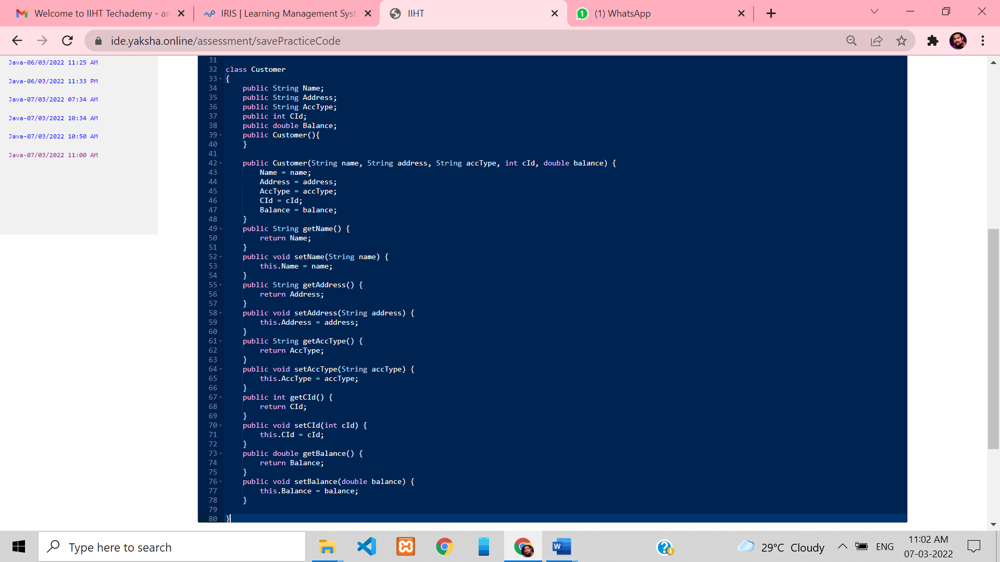 Welcome to IIHT Techademy - an
IRIS | Learning Management Syst
IIHT
(1) WhatsApp
ide.yaksha.online/assessment/savePracticeCode
Java-06/03/2022 11:25 AM
Java-06/03/2022 11:33 PM
Java-07/03/2022 07:34 AM
Java-07/03/2022 10:34 AM
Java-07/03/2022 10:50 AM
Java-07/03/2022 11:00 AM
31
32 class Customer
33 {
34 public String Name;
35 public String Address;
36 public String AccType;
37 public int CId;
38 public double Balance;
39 public Customer(){
40 }
41
42 public Customer(String name, String address, String accType, int cId, double balance) {
43 Name = name;
44 Address = address;
45 AccType = accType;
46 CId = cId;
47 Balance = balance;
48 }
49 public String getName() {
50 return Name;
51 }
52 public void setName(String name) {
53 this.Name = name;
54 }
55 public String getAddress() {
56 return Address;
57 }
58 public void setAddress(String address) {
59 this.Address = address;
60 }
61 public String getAccType() {
62 return AccType;
63 }
64 public void setAccType(String accType) {
65 this.AccType = accType;
66 }
67 public int getCId() {
68 return CId;
69 }
70 public void setCId(int cId) {
71 this.CId = cId;
72 }
73 public double getBalance() {
74 return Balance;
75 }
76 public void setBalance(double balance) {
77 this.Balance = balance;
78 }
79
80 }
Type here to search
29°C Cloudy
ENG
11:02 AM
07-03-2022